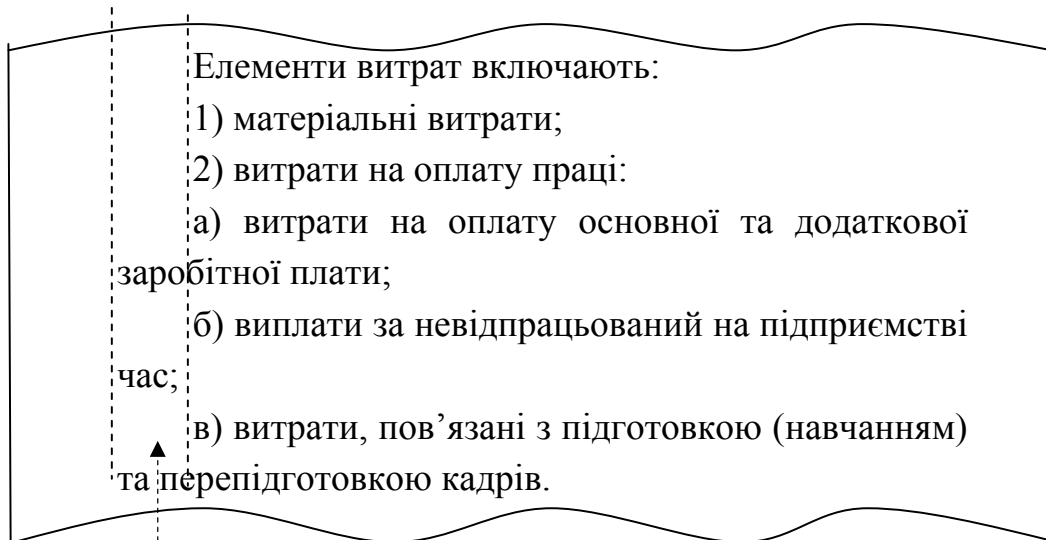 Елементи витрат включають:
1) матеріальні витрати;
2) витрати на оплату праці:
а) витрати на оплату основної та додаткової
заробітної плати;
б) виплати за невідпрацьований на підприємстві
час;
в) витрати, пов’язані з підготовкою (навчанням)
та перепідготовкою кадрів.